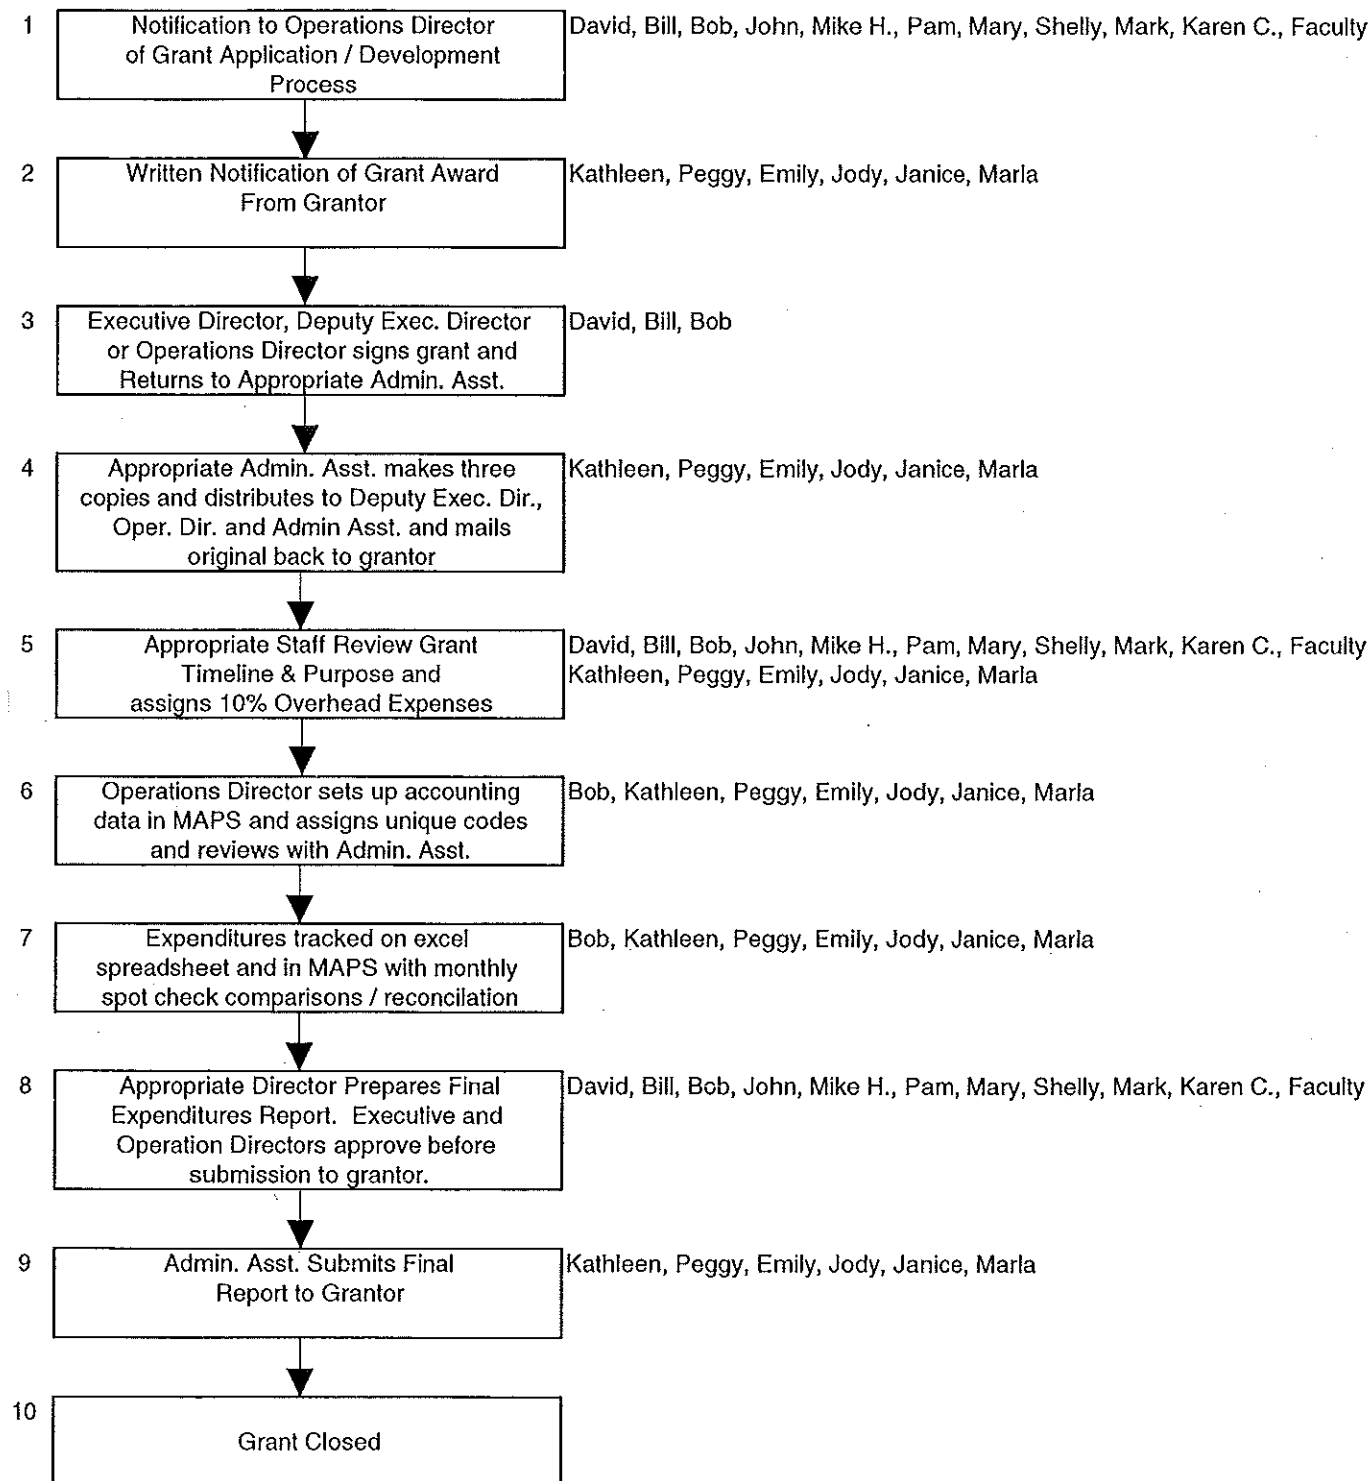 1
Notification to Operations Director
of Grant Application / Development
Process
David, Bill, Bob, John, Mike H., Pam, Mary, Shelly, Mark, Karen C., Faculty
2
Written Notification of Grant Award
From Grantor
Kathleen, Peggy, Emily, Jody, Janice, Marla
3
Executive Director, Deputy Exec. Director
or Operations Director signs grant and
Returns to Appropriate Admin. Asst.
David, Bill, Bob
4
Appropriate Admin. Asst. makes three
copies and distributes to Deputy Exec. Dir.,
Oper. Dir. and Admin Asst. and mails
original back to grantor
Kathleen, Peggy, Emily, Jody, Janice, Marla
5
Appropriate Staff Review Grant
Timeline & Purpose and
assigns 10% Overhead Expenses
David, Bill, Bob, John, Mike H., Pam, Mary, Shelly, Mark, Karen C., Faculty
Kathleen, Peggy, Emily, Jody, Janice, Marla
6
Operations Director sets up accounting
data in MAPS and assigns unique codes
and reviews with Admin. Asst.
Bob, Kathleen, Peggy, Emily, Jody, Janice, Marla
7
Expenditures tracked on excel
spreadsheet and in MAPS with monthly
spot check comparisons / reconcilation
Bob, Kathleen, Peggy, Emily, Jody, Janice, Marla
8
Appropriate Director Prepares Final
Expenditures Report. Executive and
Operation Directors approve before
submission to grantor.
David, Bill, Bob, John, Mike H., Pam, Mary, Shelly, Mark, Karen C., Faculty
9
Admin. Asst. Submits Final
Report to Grantor
Kathleen, Peggy, Emily, Jody, Janice, Marla
10
Grant Closed